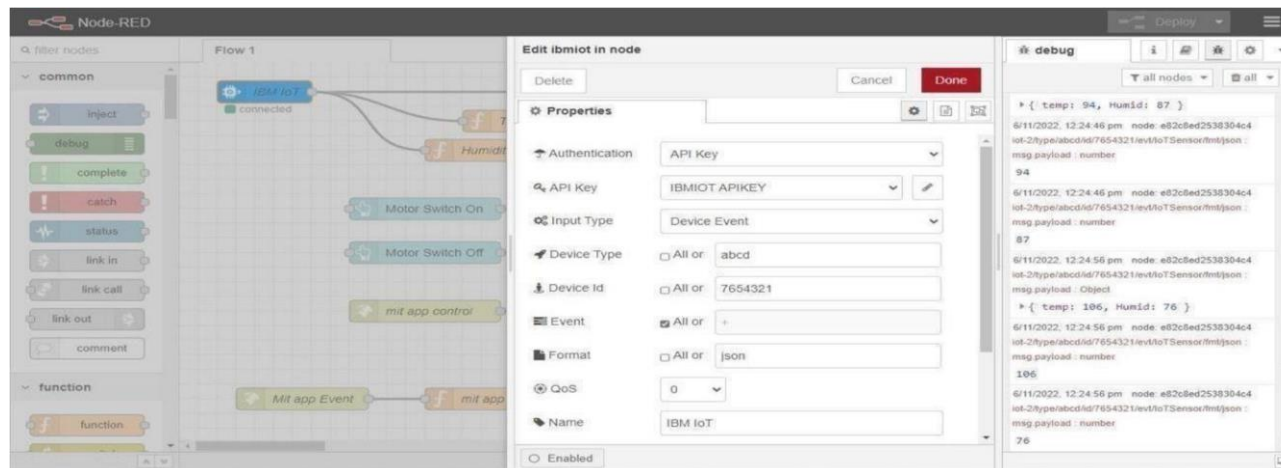 Node-RED
Deploy
filter nodes
common
inject
debug
complete
catch
status
link in
link call
link out
comment
function
function
Flow 1
IBM IoT
connected
T
Humidit
Motor Switch On
Motor Switch Off
mit app control
Mit app Event
mit app
Edit ibmiot in node
Delete
Cancel
Done
Properties
Authentication
API Key
API Key
IBMIOT APIKEY
Input Type
Device Event
Device Type
All or
abcd
Device Id
All or
7654321
Event
All or
+
Format
All or
json
QoS
0
Name
IBM IoT
Enabled
debug
i
all nodes
all
{ temp: 94, Humid: 87 }
6/11/2022, 12:24:46 pm node: e82c8ed2538304c4
iot-2/type/abcd/id/7654321/evt/IoTSensor/fmt/json :
msg.payload : number
94
6/11/2022, 12:24:46 pm node: e82c8ed2538304c4
iot-2/type/abcd/id/7654321/evt/IoTSensor/fmt/json :
msg.payload : number
87
6/11/2022, 12:24:56 pm node: e82c8ed2538304c4
iot-2/type/abcd/id/7654321/evt/IoTSensor/fmt/json :
msg.payload : Object
{ temp: 106, Humid: 76 }
6/11/2022, 12:24:56 pm node: e82c8ed2538304c4
iot-2/type/abcd/id/7654321/evt/IoTSensor/fmt/json :
msg.payload : number
106
6/11/2022, 12:24:56 pm node: e82c8ed2538304c4
iot-2/type/abcd/id/7654321/evt/IoTSensor/fmt/json :
msg.payload : number
76